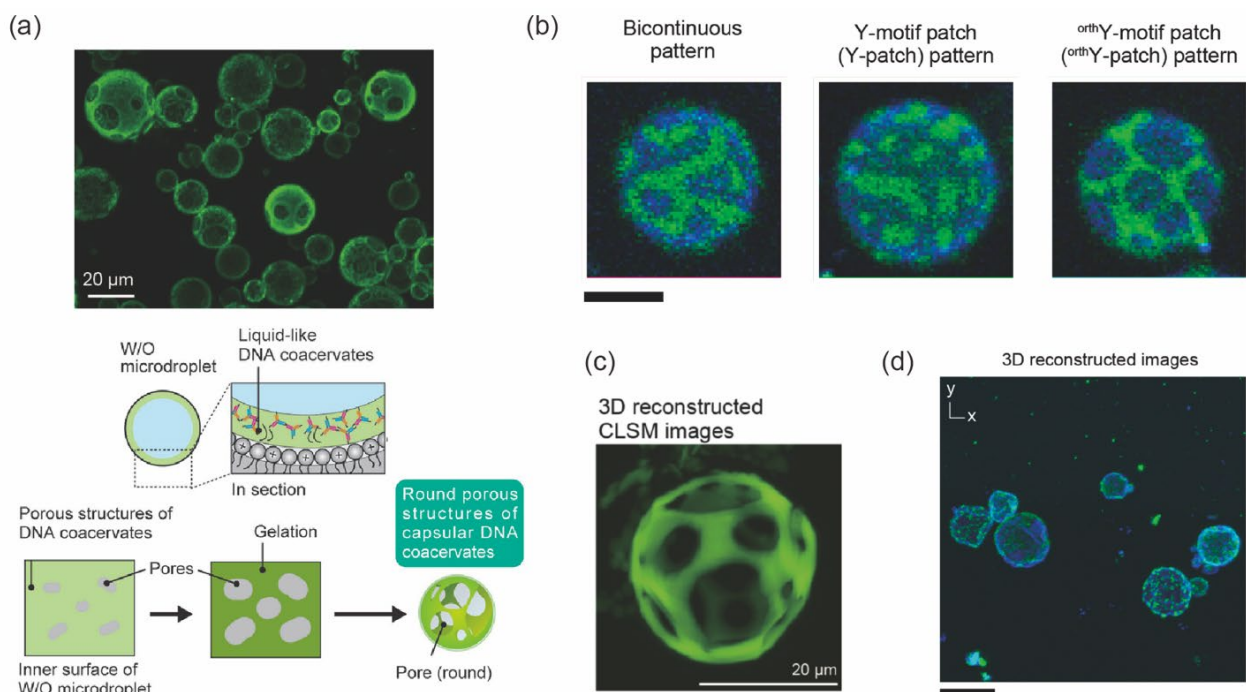 (a)
20 µm
W/O
microdroplet
Liquid-like
DNA coacervates
In section
Porous structures of
DNA coacervates
Pores
Gelation
Round porous
structures of
capsular DNA
coacervates
Inner surface of
W/O microdroplet
Pore (round)
(b)
Bicontinuous
pattern
Y-motif patch
(Y-patch) pattern
orthY-motif patch
(orthY-patch) pattern
(c)
3D reconstructed
CLSM images
20 µm
(d)
3D reconstructed images
y
x